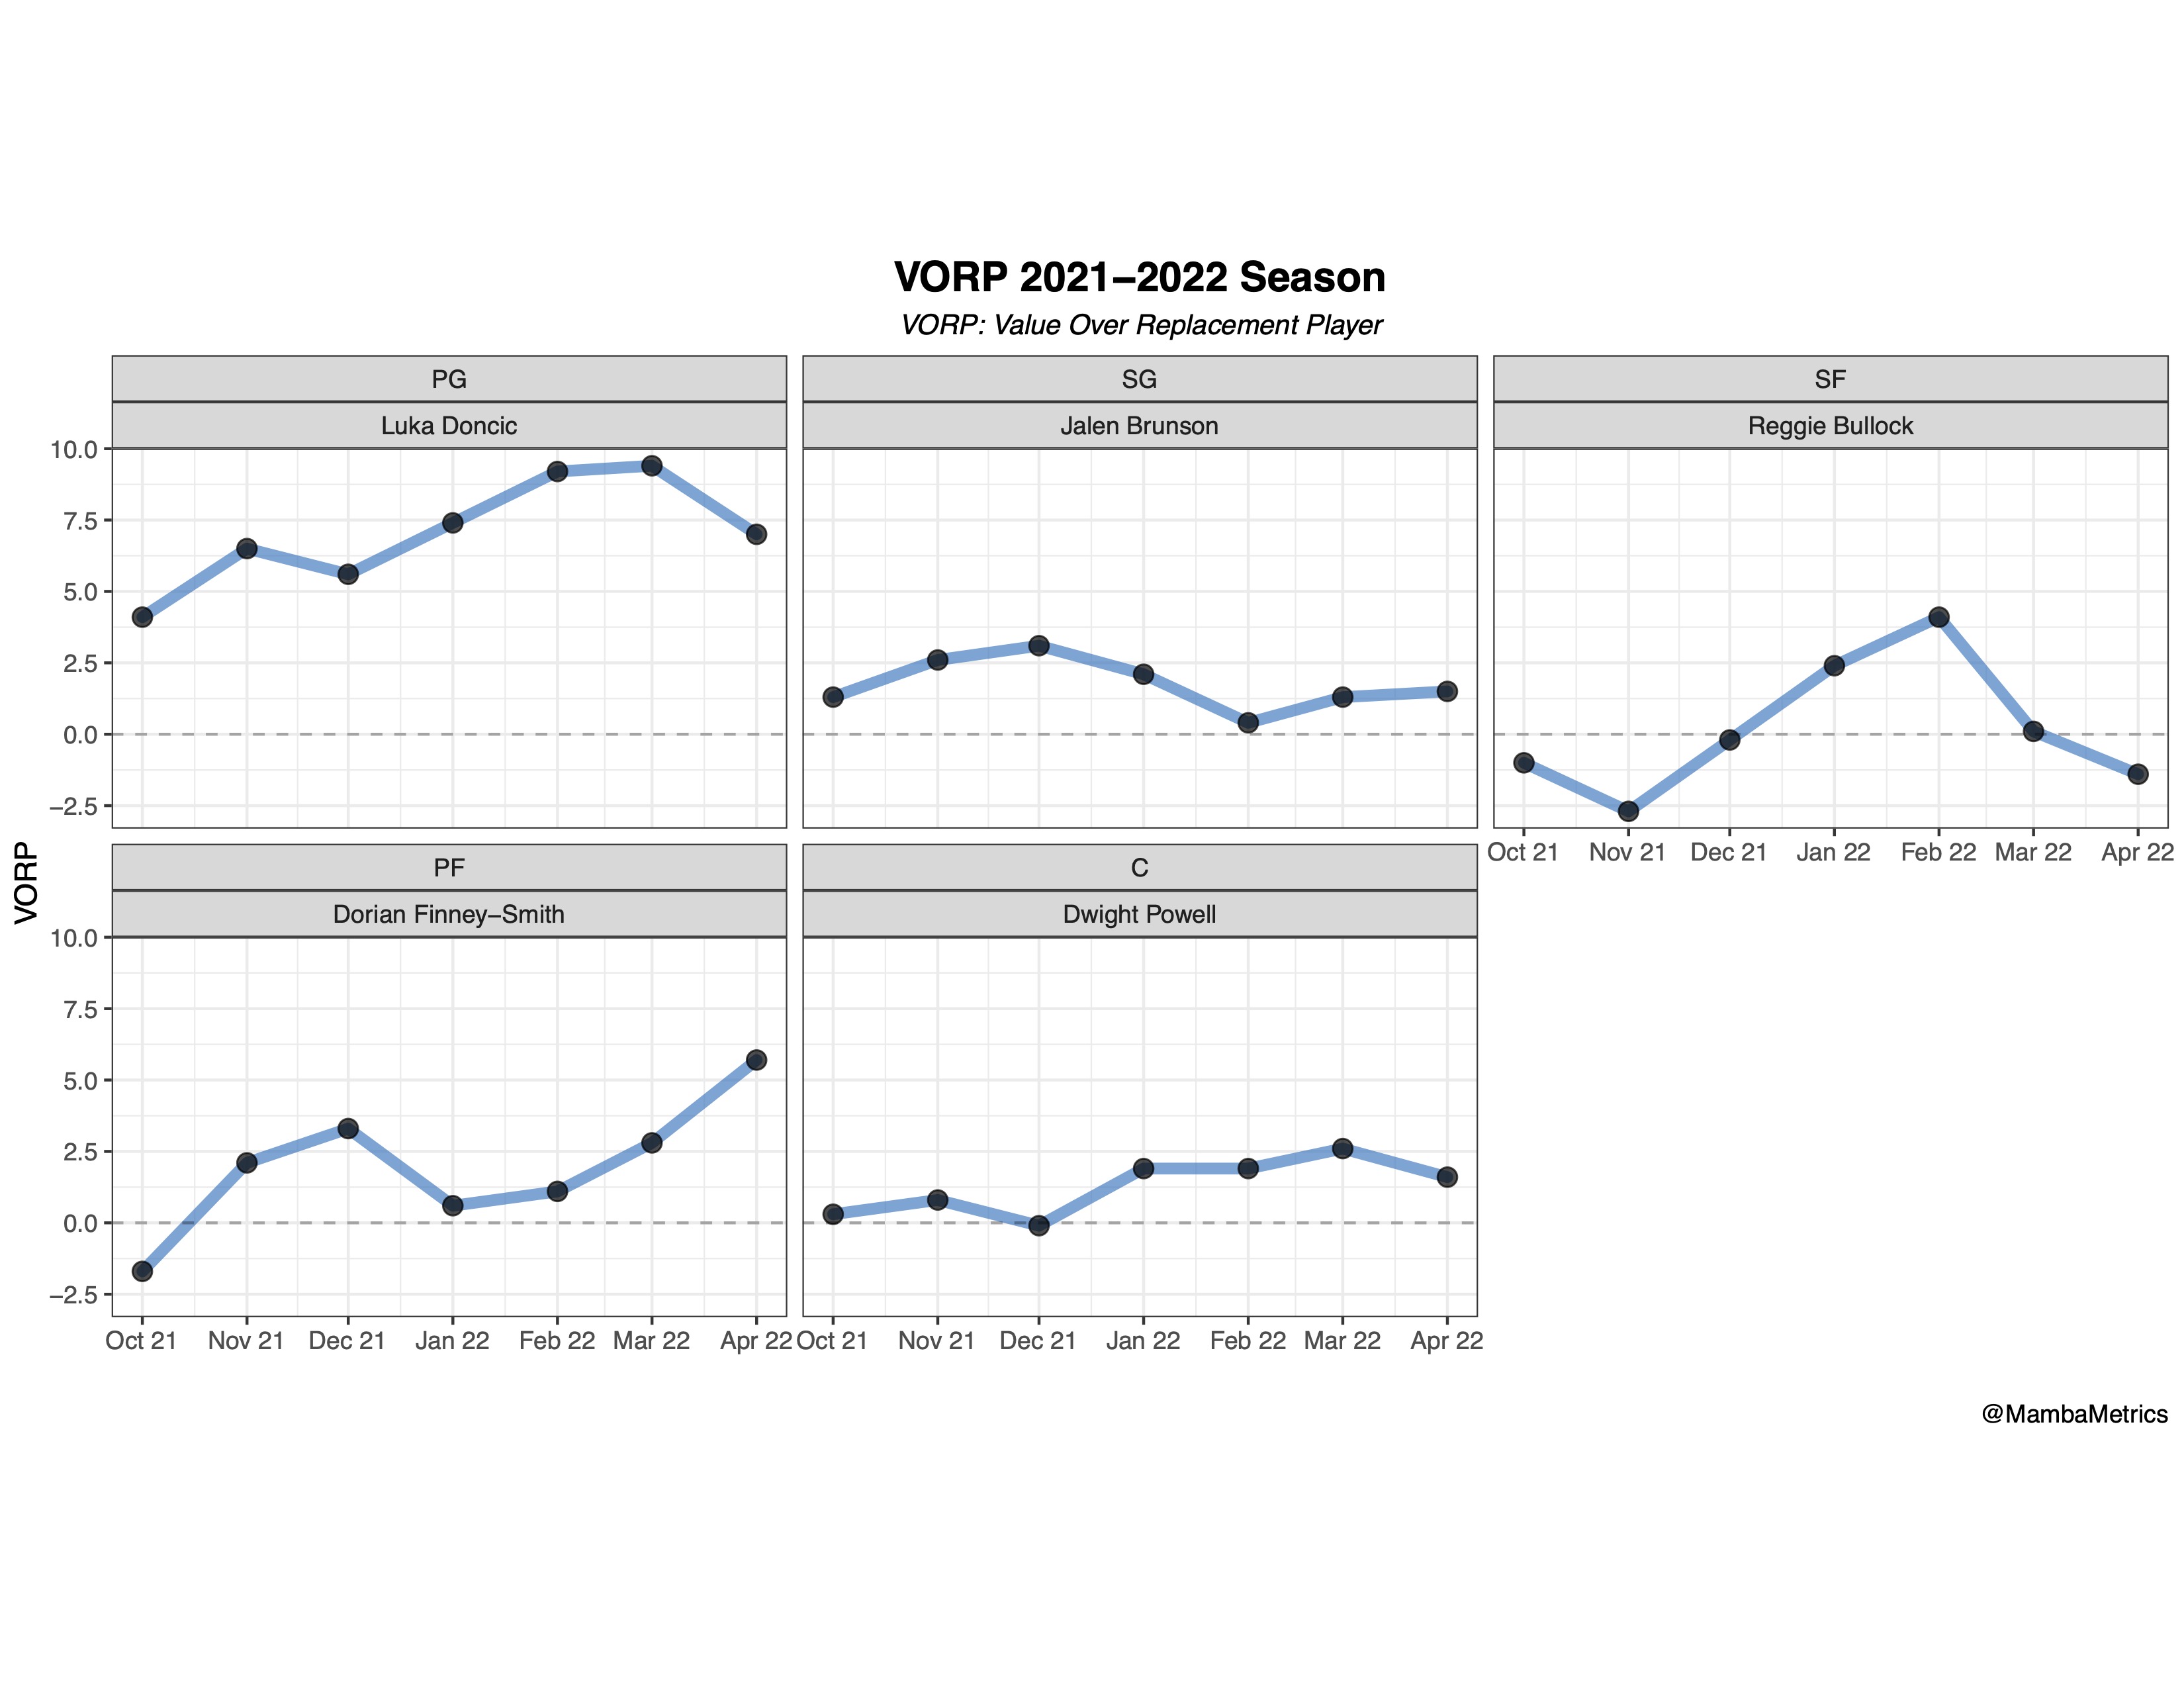 VORP 2021–2022 Season
VORP: Value Over Replacement Player
PG
Luka Doncic
SG
Jalen Brunson
SF
Reggie Bullock
10.0
7.5
5.0
2.5
0.0
−2.5
Oct 21 Nov 21 Dec 21 Jan 22 Feb 22 Mar 22 Apr 22
VORP
PF
Dorian Finney–Smith
C
Dwight Powell
10.0
7.5
5.0
2.5
0.0
−2.5
Oct 21 Nov 21 Dec 21 Jan 22 Feb 22 Mar 22 Apr 22
Oct 21 Nov 21 Dec 21 Jan 22 Feb 22 Mar 22 Apr 22
@MambaMetrics